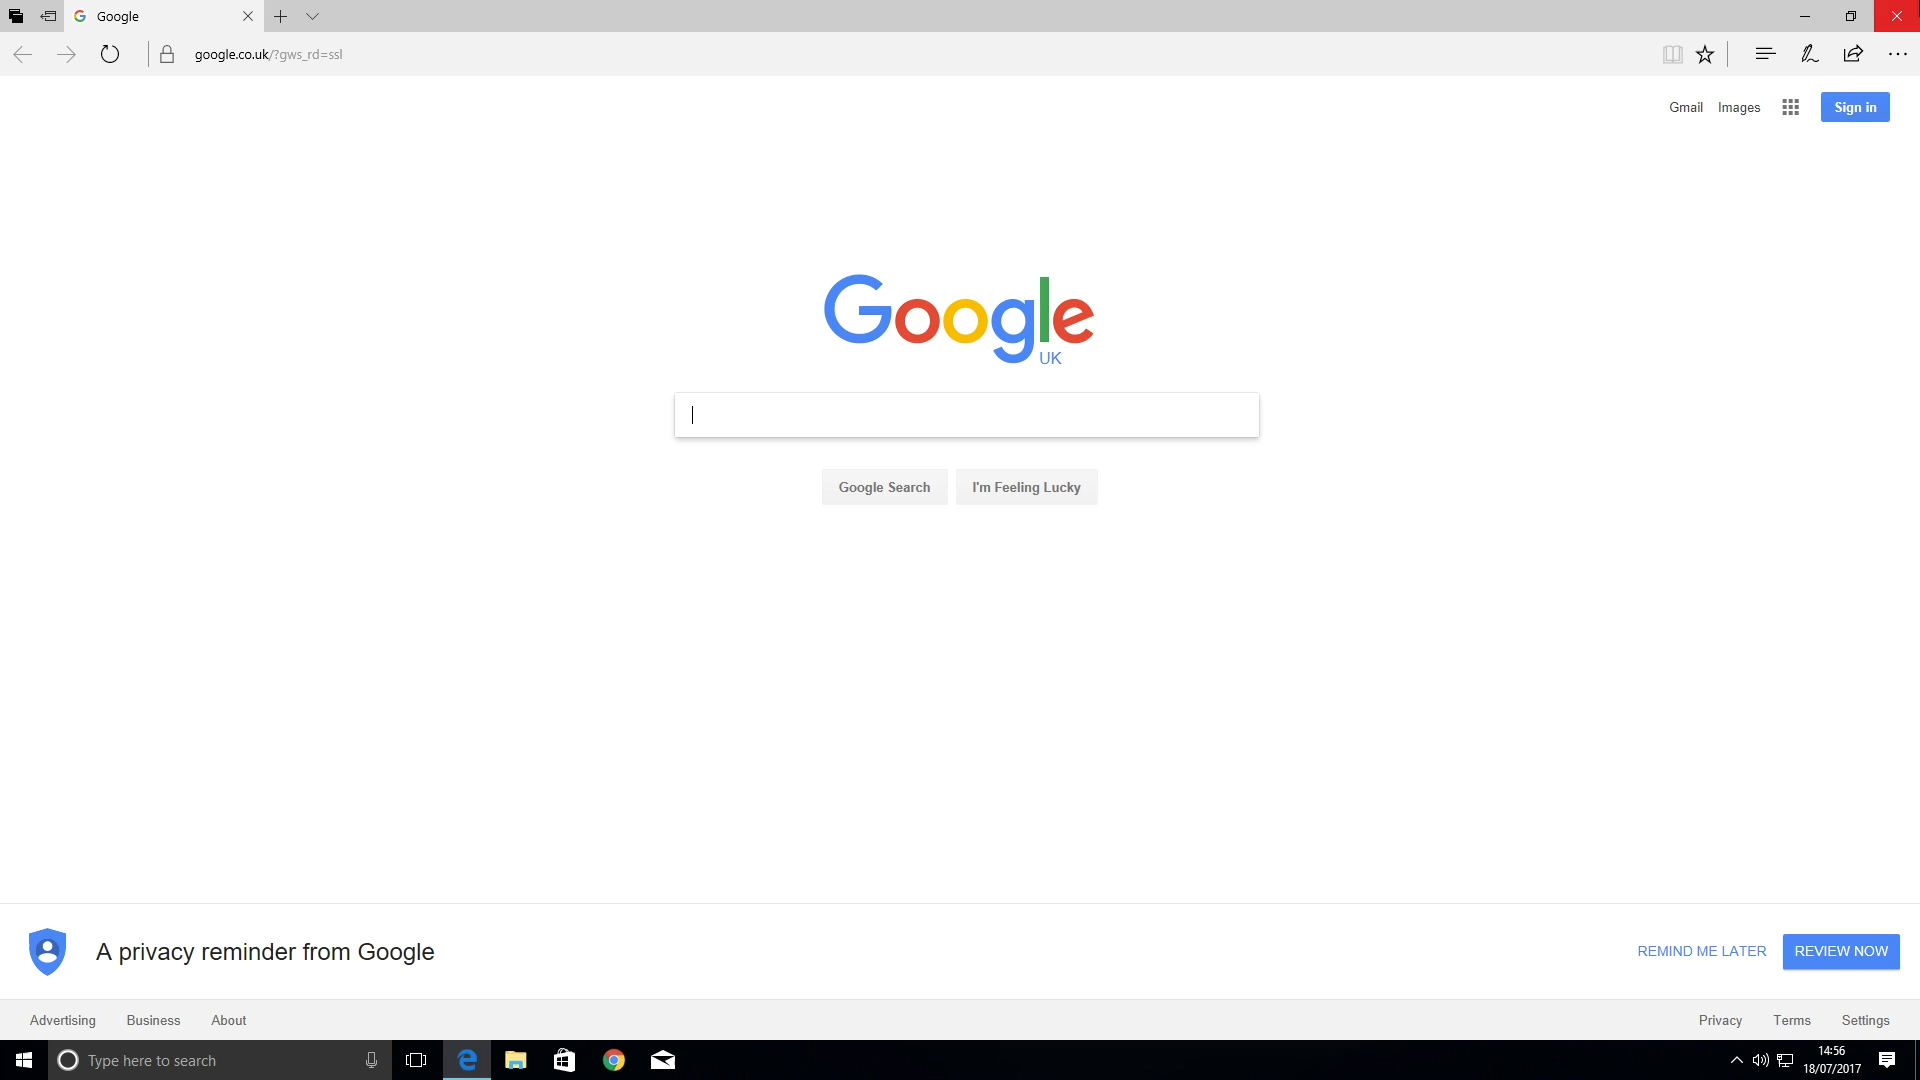 Google
google.co.uk/?gws_rd=ssl
Gmail Images Sign in
Google
UK
Google Search I'm Feeling Lucky
A privacy reminder from Google REMIND ME LATER REVIEW NOW
Advertising Business About Privacy Terms Settings
Type here to search 14:56
18/07/2017